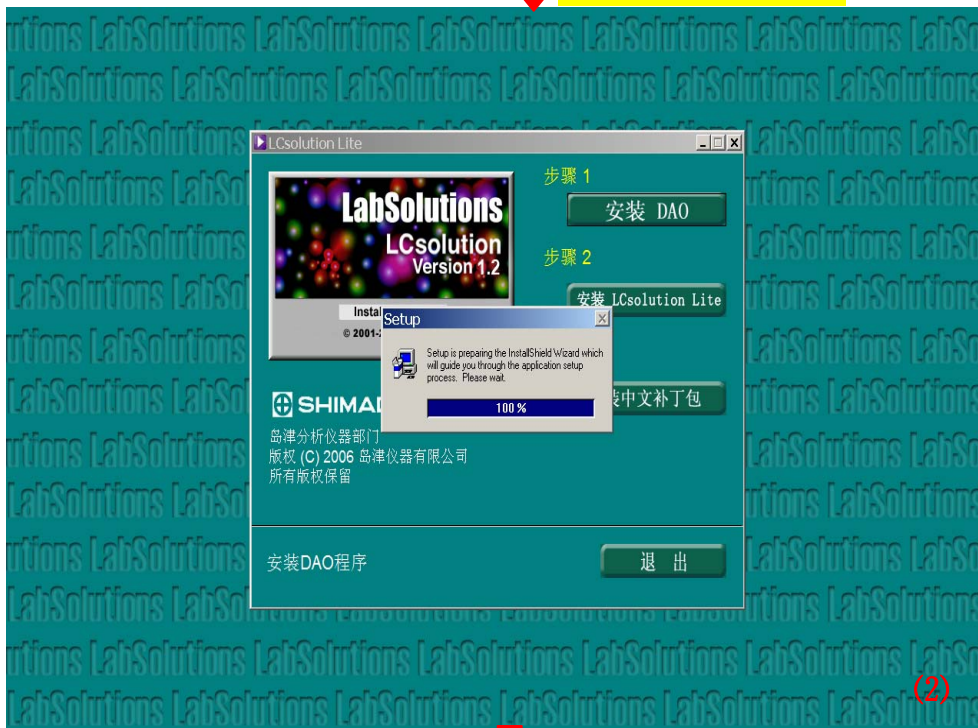 LCsolution Lite
LabSolutions
LCsolution
Version 1.2
© 2001-
步骤 1
安装 DAO
步骤 2
安装 LCsolution Lite
Setup
Setup is preparing the InstallShield Wizard which
will guide you through the application setup
process. Please wait.
100 %
中文补丁包
岛津分析仪器部门
版权 (C) 2006 岛津仪器有限公司
所有版权保留
安装DAO程序
退 出
(2)
LabSolutions LabSolutions LabSolutions LabSolutions